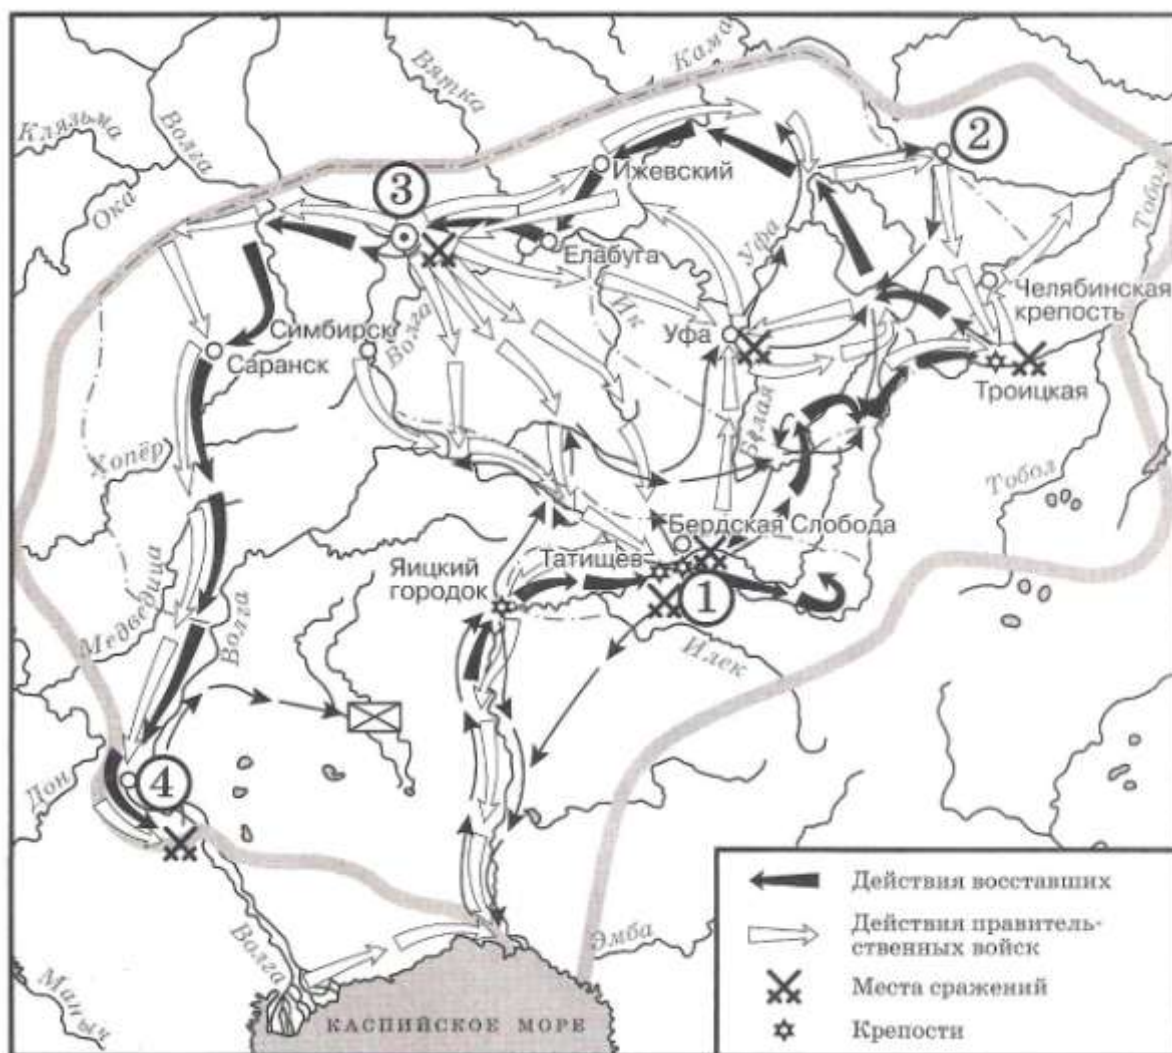 Клязьма
Волга
Вятка
Кама
Ока
3
Ижевский
2
Тобол
Елабуга
Уфа
Челябинская
крепость
Симбирск
Волга
Ик
Саранск
Уфа
Троицкая
Белая
Хопёр
Тобол
Бердская Слобода
Татищев
Яицкий
городок
1
Медведица
Волга
Илек
Дон
4
Волга
Эмба
Маныч
КАСПИЙСКОЕ МОРЕ
Действия восставших
Действия правитель-
ственных войск
Места сражений
Крепости